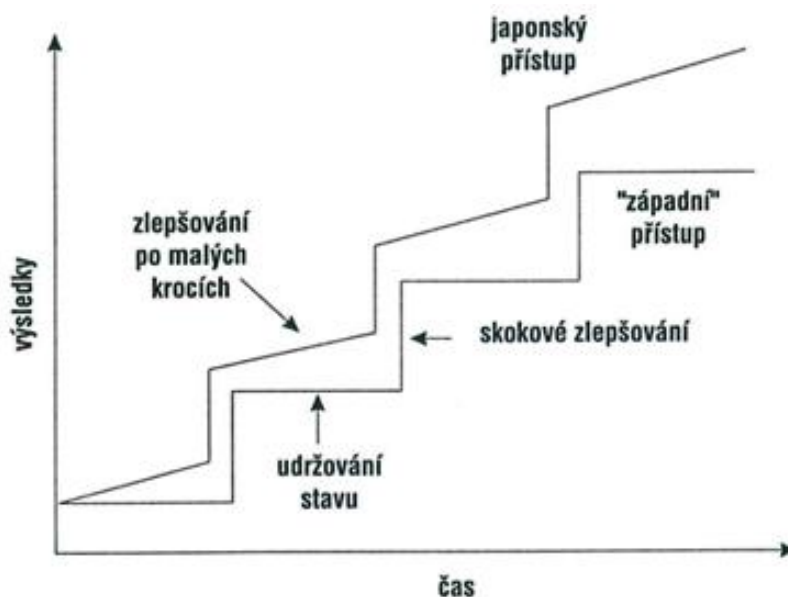 japonský
přístup
"západní"
přístup
zlepšování
po malých
krocích
skokové zlepšování
udržování
stavu
výsledky
čas